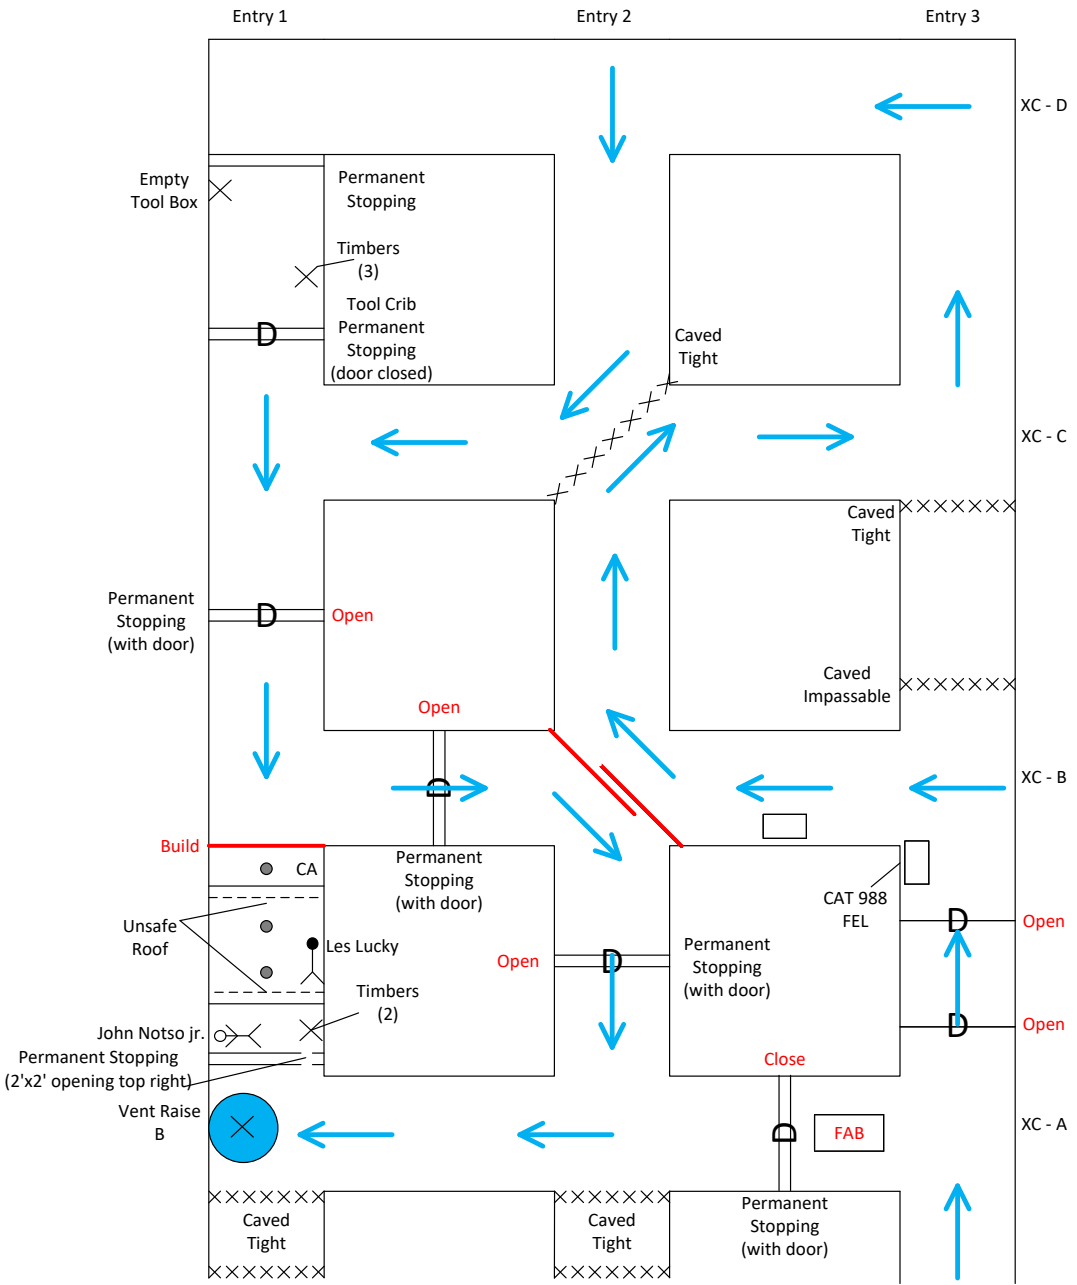 Entry 1
Entry 2
Entry 3
XC - D
Empty
Tool Box
Permanent
Stopping
Timbers
(3)
Tool Crib
Permanent
Stopping
(door closed)
D
Caved
Tight
XC - C
Caved
Tight
Permanent
Stopping
(with door)
D
Open
Caved
Impassable
Open
D
XC - B
Build
CA
Permanent
Stopping
(with door)
CAT 988
FEL
Unsafe
Roof
Les Lucky
Open
D
Permanent
Stopping
(with door)
D
Open
Timbers
(2)
John Notso jr.
D
Open
Permanent Stopping
(2'x2' opening top right)
Close
Vent Raise
B
D
FAB
XC - A
Caved
Tight
Caved
Tight
Permanent
Stopping
(with door)